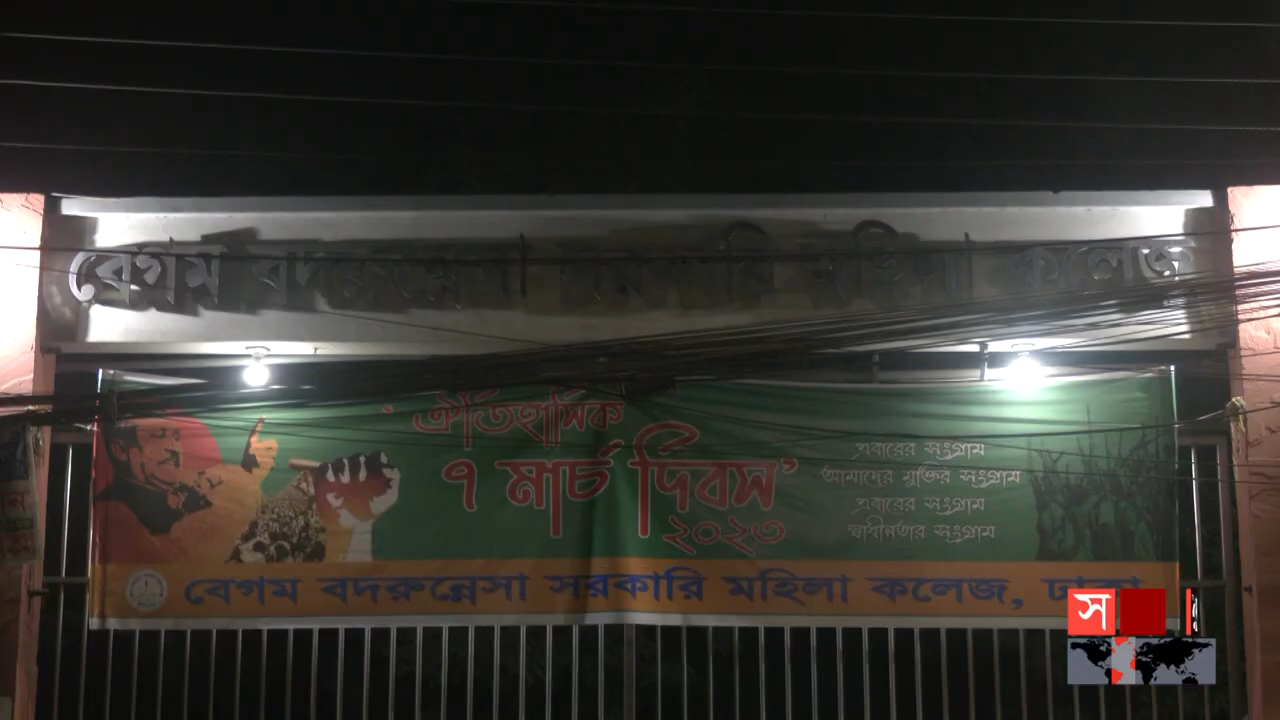 বেগম বদরুন্নেসা সরকারি মহিলা কলেজ
'ঐতিহাসিক
৭ মার্চ দিবস'
২০২৩
এবারের সংগ্রাম
আমাদের মুক্তির সংগ্রাম
এবারের সংগ্রাম
স্বাধীনতার সংগ্রাম
বেগম বদরুন্নেসা সরকারি মহিলা কলেজ, ঢাকা
স